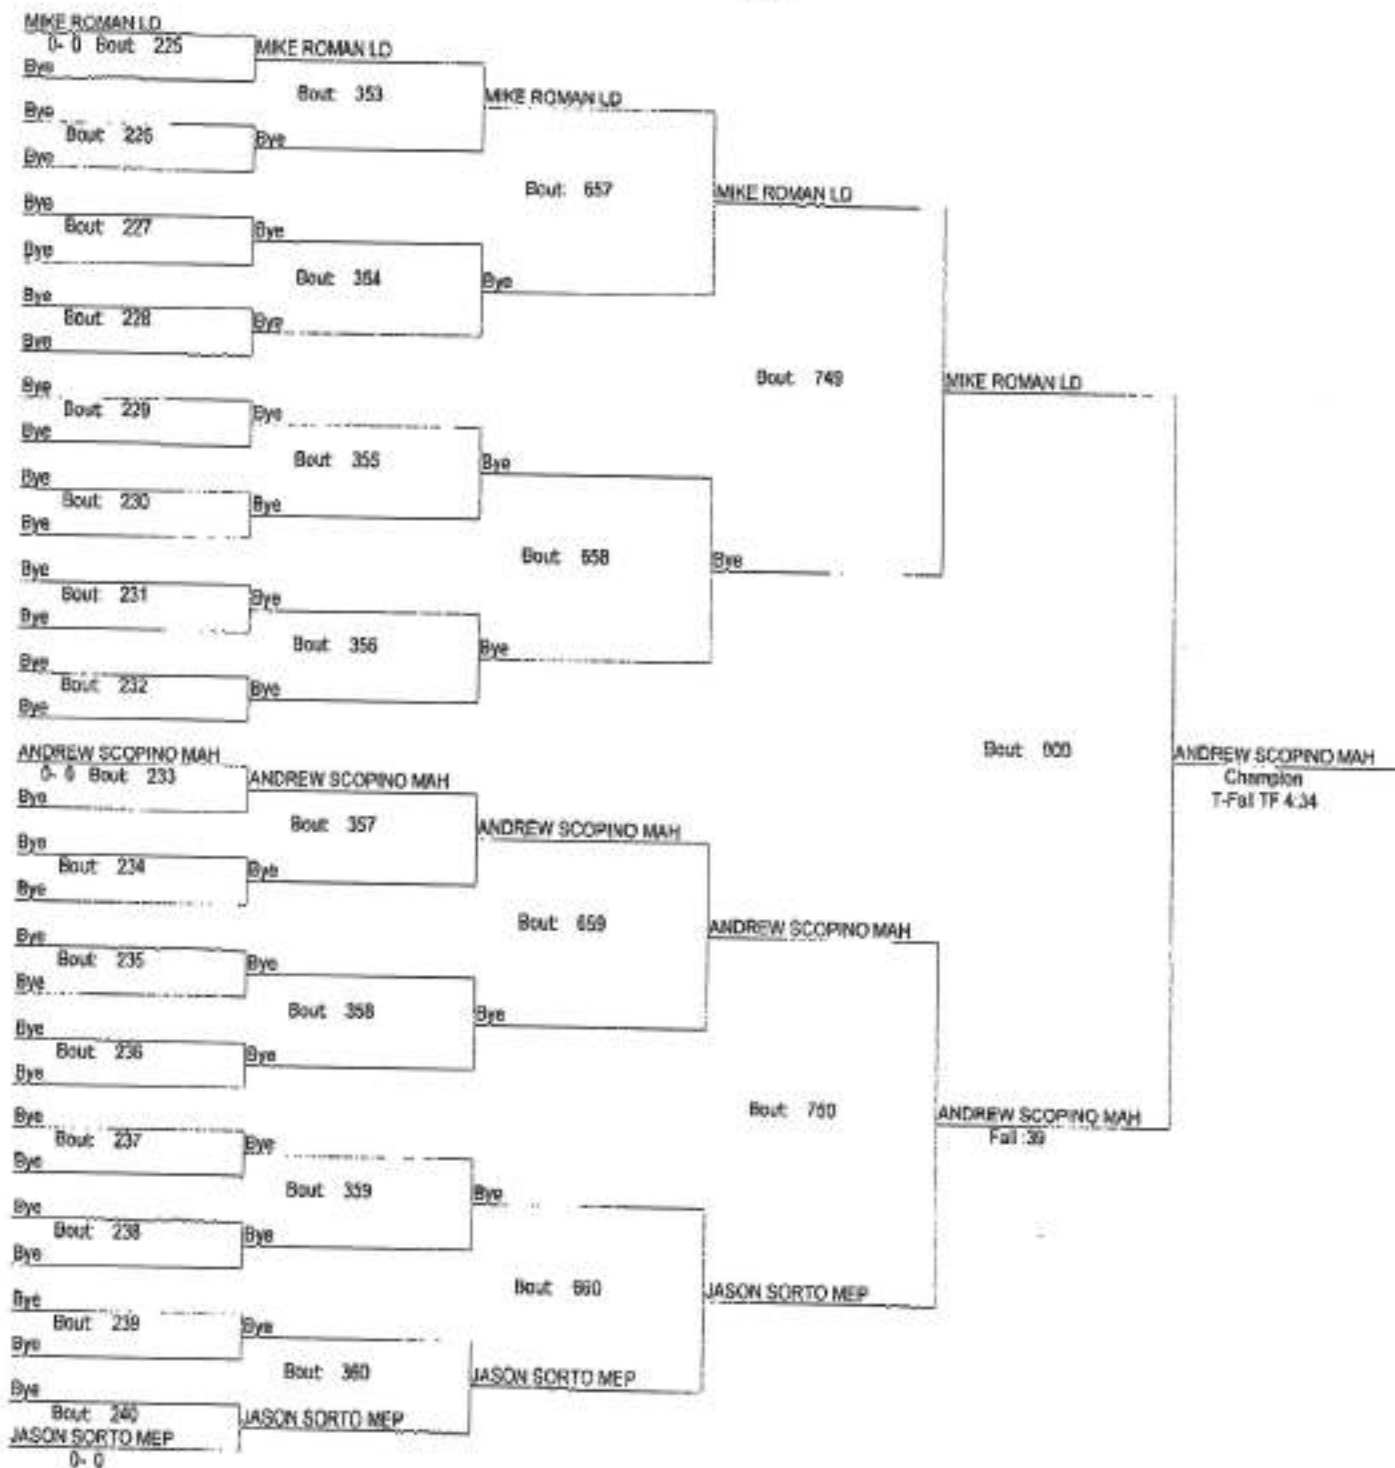 MIKE ROMAN LD
0- 0 Bout 225
Bye
MIKE ROMAN LD
Bout 353
MIKE ROMAN LD
Bye
Bout 226
Bye
Bye
Bout 657
MIKE ROMAN LD
Bye
Bout 227
Bye
Bye
Bout 354
Bye
Bye
Bout 228
Bye
Bye
Bout 749
MIKE ROMAN LD
Bye
Bout 229
Bye
Bye
Bout 355
Bye
Bye
Bout 230
Bye
Bye
Bout 658
Bye
Bye
Bout 231
Bye
Bye
Bout 356
Bye
Bye
Bout 232
Bye
Bye
Bout
ANDREW SCOPINO MAH
Champion
T-Fall TF 4:34
ANDREW SCOPINO MAH
0- 0 Bout 233
Bye
ANDREW SCOPINO MAH
Bout 357
ANDREW SCOPINO MAH
Bye
Bout 234
Bye
Bye
Bout 659
ANDREW SCOPINO MAH
Bye
Bout 235
Bye
Bye
Bout 358
Bye
Bye
Bout 236
Bye
Bye
Bout 750
ANDREW SCOPINO MAH
Fall :39
Bye
Bout 237
Bye
Bye
Bout 359
Bye
Bye
Bout 238
Bye
Bye
Bout 660
JASON SORTO MEP
Bye
Bout 239
Bye
Bye
Bout 360
JASON SORTO MEP
Bye
Bout 240
JASON SORTO MEP
JASON SORTO MEP
0- 0